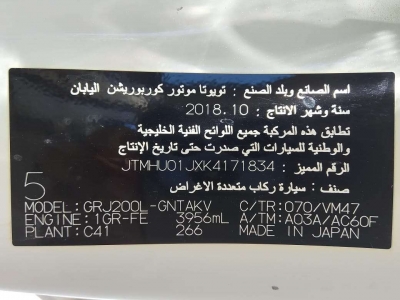 اسم الصانع وبلد الصنع : تويوتا موتور كوربوريشن اليابان
سنة وشهر الانتاج : 2018.10
تطابق هذه المركبة جميع اللوائح الفنية الخليجية
والوطنية للسيارات التي صدرت حتى تاريخ الإنتاج
الرقم المميز : JTMHU01JXK4171834
صنف : سيارة ركاب متعددة الاغراض
5
MODEL:GRJ200L-GNTAKV C/TR:070/VM47
ENGINE:1GR-FE 3956mL A/TM:A03A/AC60F
PLANT:C41 266 MADE IN JAPAN